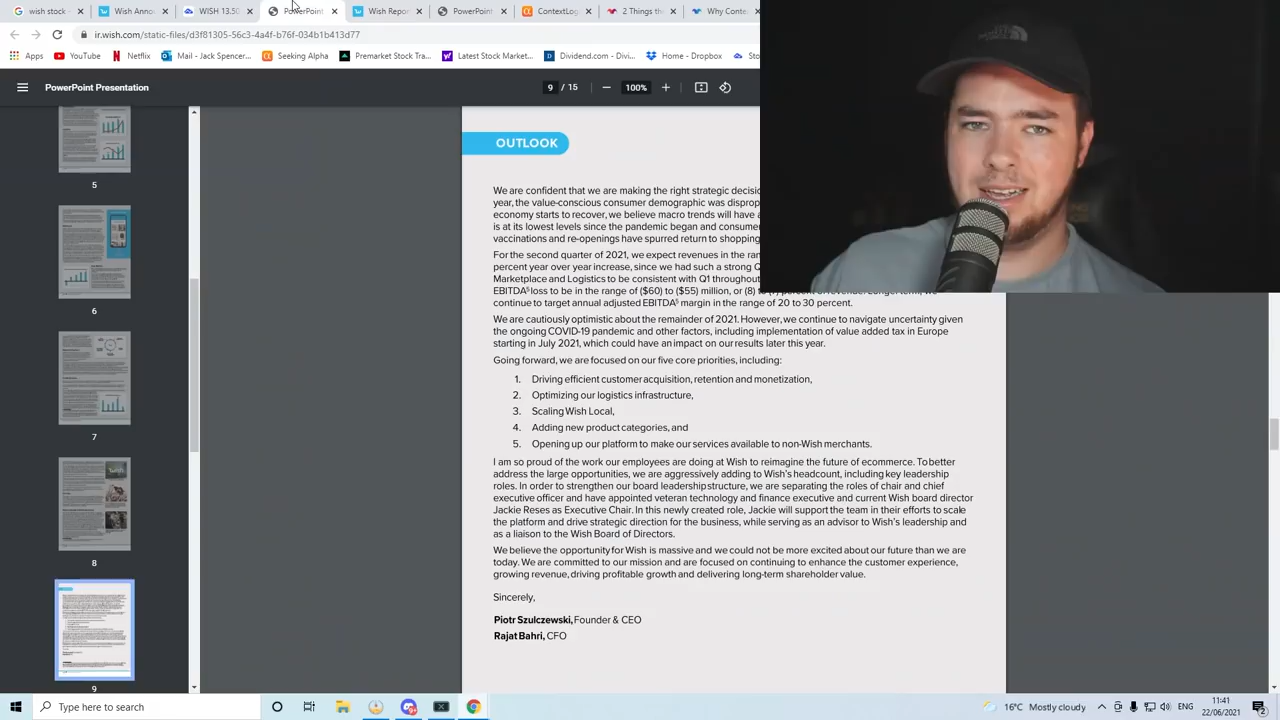 wish stock
Wish Anno
WISH 13.50
PowerPoint
Wish Repor
PowerPoint
ContextLog
2 Things the
Why Conte
ir.wish.com/static-files/d3f81305-56c3-4a4f-b76f-034b1b413d77
Apps YouTube Netflix Mail - Jack Spencer... Seeking Alpha Premarket Stock Tra... Latest Stock Market... Dividend.com - Divi... Home - Dropbox Sto
PowerPoint Presentation
9 / 15
100%
5
6
7
8
9
OUTLOOK
We are confident that we are making the right strategic decisio
year, the value-conscious consumer demographic was disprop
economy starts to recover, we believe macro trends will have a
is at its lowest levels since the pandemic began and consumer
vaccinations and re-openings have spurred return to shopping
For the second quarter of 2021, we expect revenues in the ran
percent year over year increase, since we had such a strong Q
Marketplace and Logistics to be consistent with Q1 throughout
EBITDA⁵ loss to be in the range of ($60) to ($55) million, or (8) to
continue to target annual adjusted EBITDA⁵ margin in the range of 20 to 30 percent.
We are cautiously optimistic about the remainder of 2021. However, we continue to navigate uncertainty given
the ongoing COVID-19 pandemic and other factors, including implementation of value added tax in Europe
starting in July 2021, which could have an impact on our results later this year.
Going forward, we are focused on our five core priorities, including:
1. Driving efficient customer acquisition, retention and monetization,
2. Optimizing our logistics infrastructure,
3. Scaling Wish Local,
4. Adding new product categories, and
5. Opening up our platform to make our services available to non-Wish merchants.
I am so proud of the work our employees are doing at Wish to reimagine the future of ecommerce. To better
address the large opportunities, we are aggressively adding to Wish's headcount, including key leadership
roles. In order to strengthen our board leadership structure, we are separating the roles of chair and chief
executive officer and have appointed veteran technology and finance executive and current Wish board director
Jackie Reses as Executive Chair. In this newly created role, Jackie will support the team in their efforts to scale
the platform and drive strategic direction for the business, while serving as an advisor to Wish's leadership and
as a liaison to the Wish Board of Directors.
We believe the opportunity for Wish is massive and we could not be more excited about our future than we are
today. We are committed to our mission and are focused on continuing to enhance the customer experience,
growing revenue, driving profitable growth and delivering long-term shareholder value.
Sincerely,
Piotr Szulczewski, Founder & CEO
Rajat Bahri, CFO
Type here to search
16°C Mostly cloudy
ENG
11:41
22/06/2021